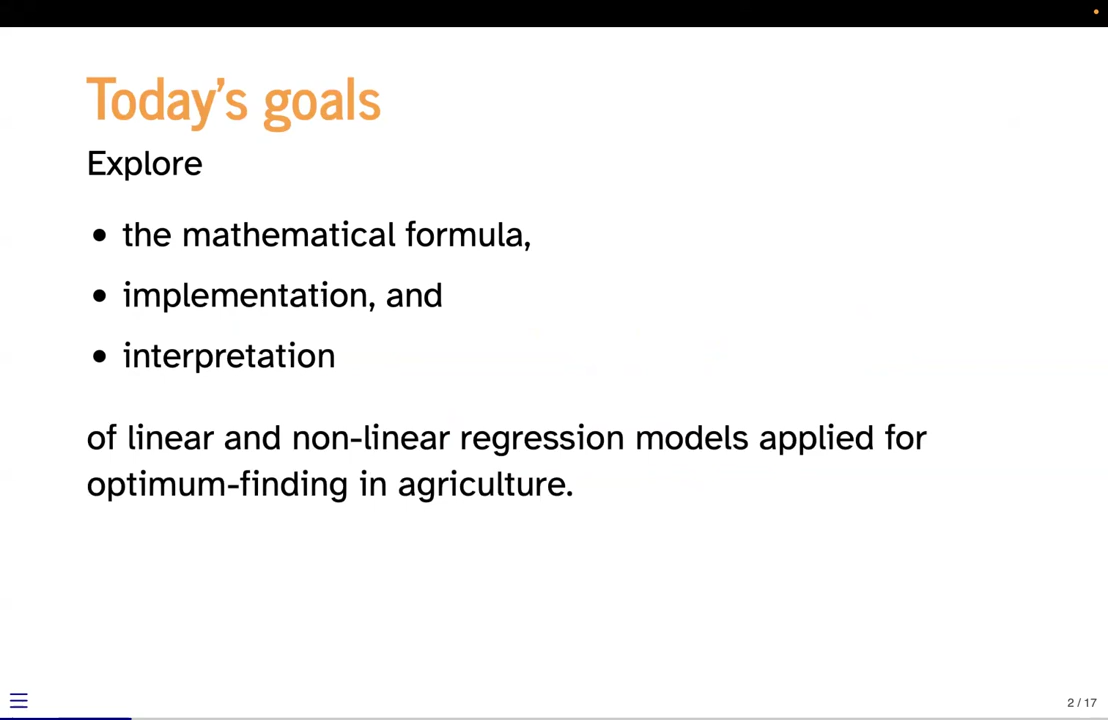 Today's goals
Explore
• the mathematical formula,
• implementation, and
• interpretation
of linear and non-linear regression models applied for
optimum-finding in agriculture.
2 / 17